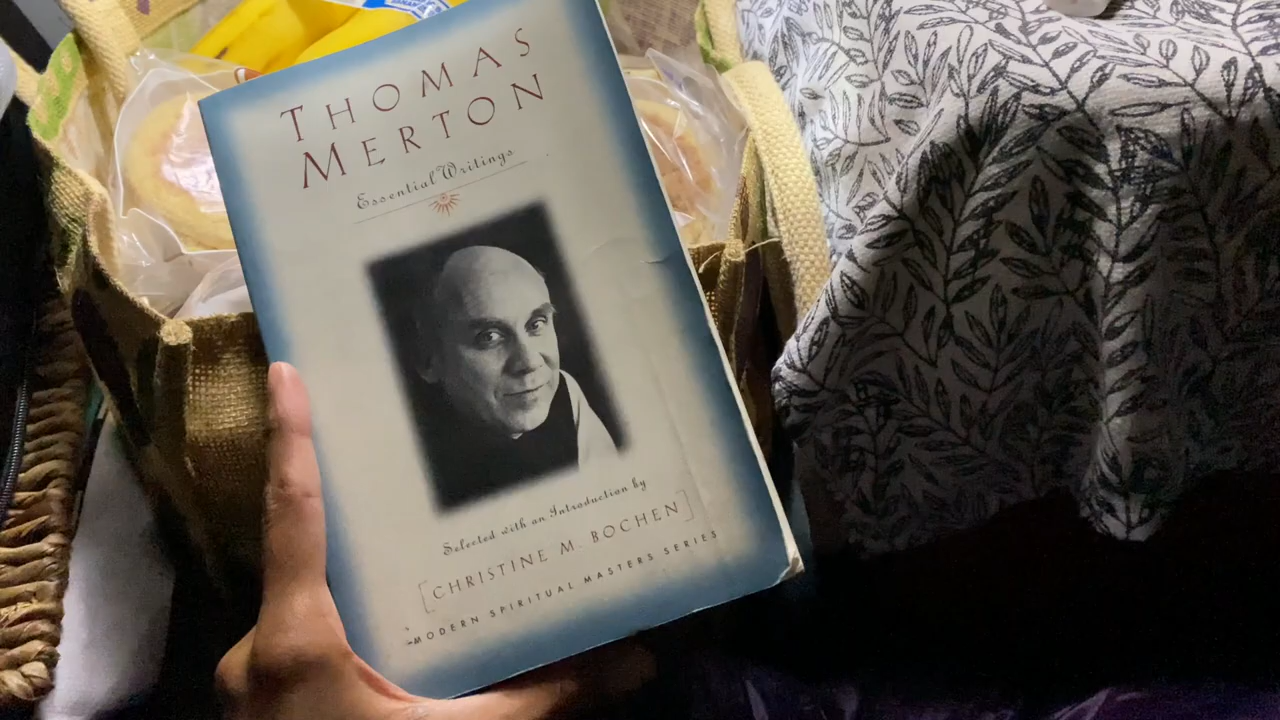 THOMAS
MERTON
Essential Writings
Selected with an Introduction by
[CHRISTINE M. BOCHEN]
MODERN SPIRITUAL MASTERS SERIES